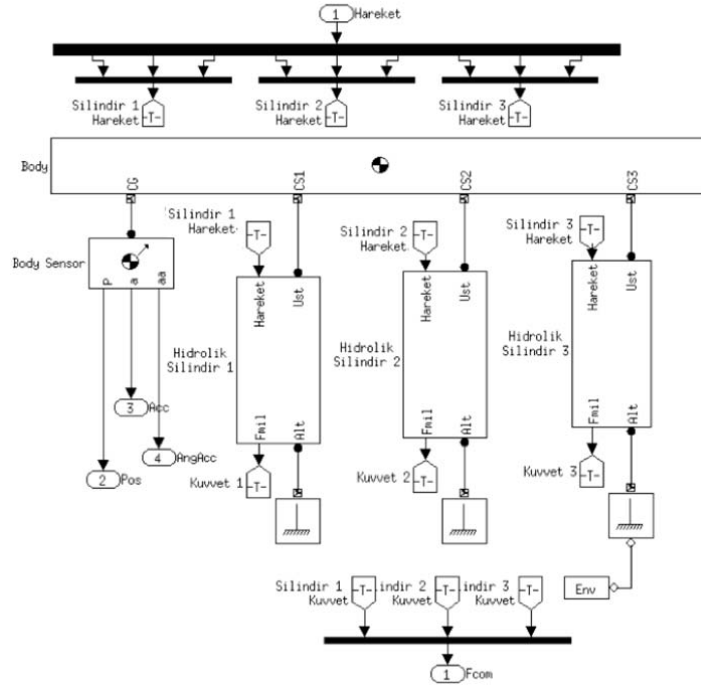 1 Hareket
Silindir 1
Hareket
-T-
Silindir 2
Hareket
-T-
Silindir 3
Hareket
-T-
Body
CG
CS1
CS2
CS3
Silindir 1
Hareket
-T-
Silindir 2
Hareket
-T-
Silindir 3
Hareket
-T-
Body Sensor
p
a
aa
Hareket
Ust
Hidrolik
Silindir 1
Fmil
Alt
Hareket
Ust
Hidrolik
Silindir 2
Fmil
Alt
Hareket
Ust
Hidrolik
Silindir 3
Fmil
Alt
3 Acc
4 AngAcc
2 Pos
Kuvvet 1
-T-
Kuvvet 2
-T-
Kuvvet 3
-T-
Env
Silindir 1
Kuvvet
-T-
indir 2
Kuvvet
-T-
indir 3
Kuvvet
-T-
1 Fcom